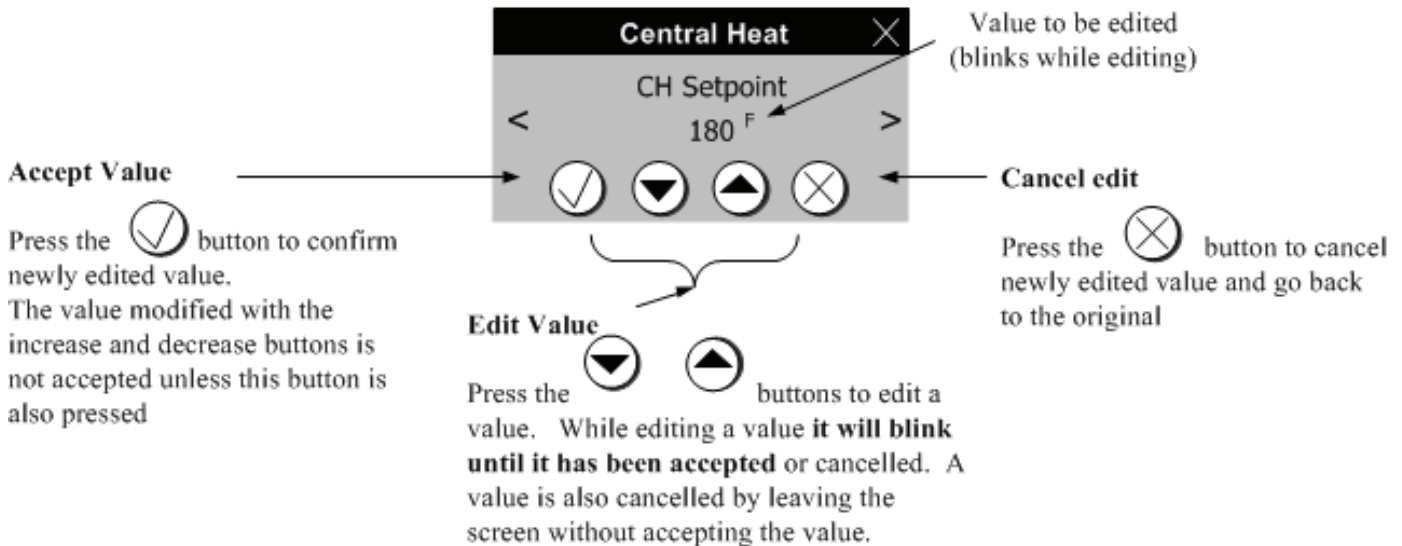 Central Heat
CH Setpoint
<
180 F
>
Value to be edited
(blinks while editing)
Accept Value
Press the button to confirm
newly edited value.
The value modified with the
increase and decrease buttons is
not accepted unless this button is
also pressed
Edit Value
Press the buttons to edit a
value. While editing a value it will blink
until it has been accepted or cancelled. A
value is also cancelled by leaving the
screen without accepting the value.
Cancel edit
Press the button to cancel
newly edited value and go back
to the original